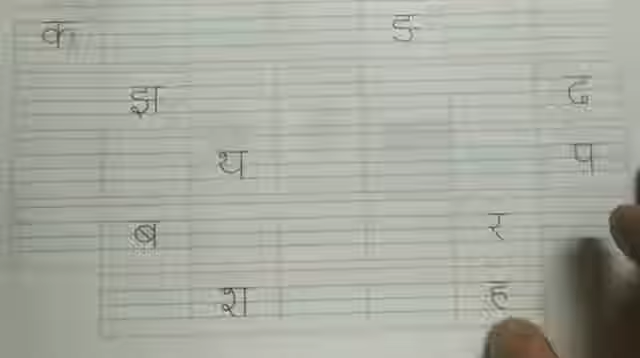 क ङ
झ ढ
थ प
ब र
श ह